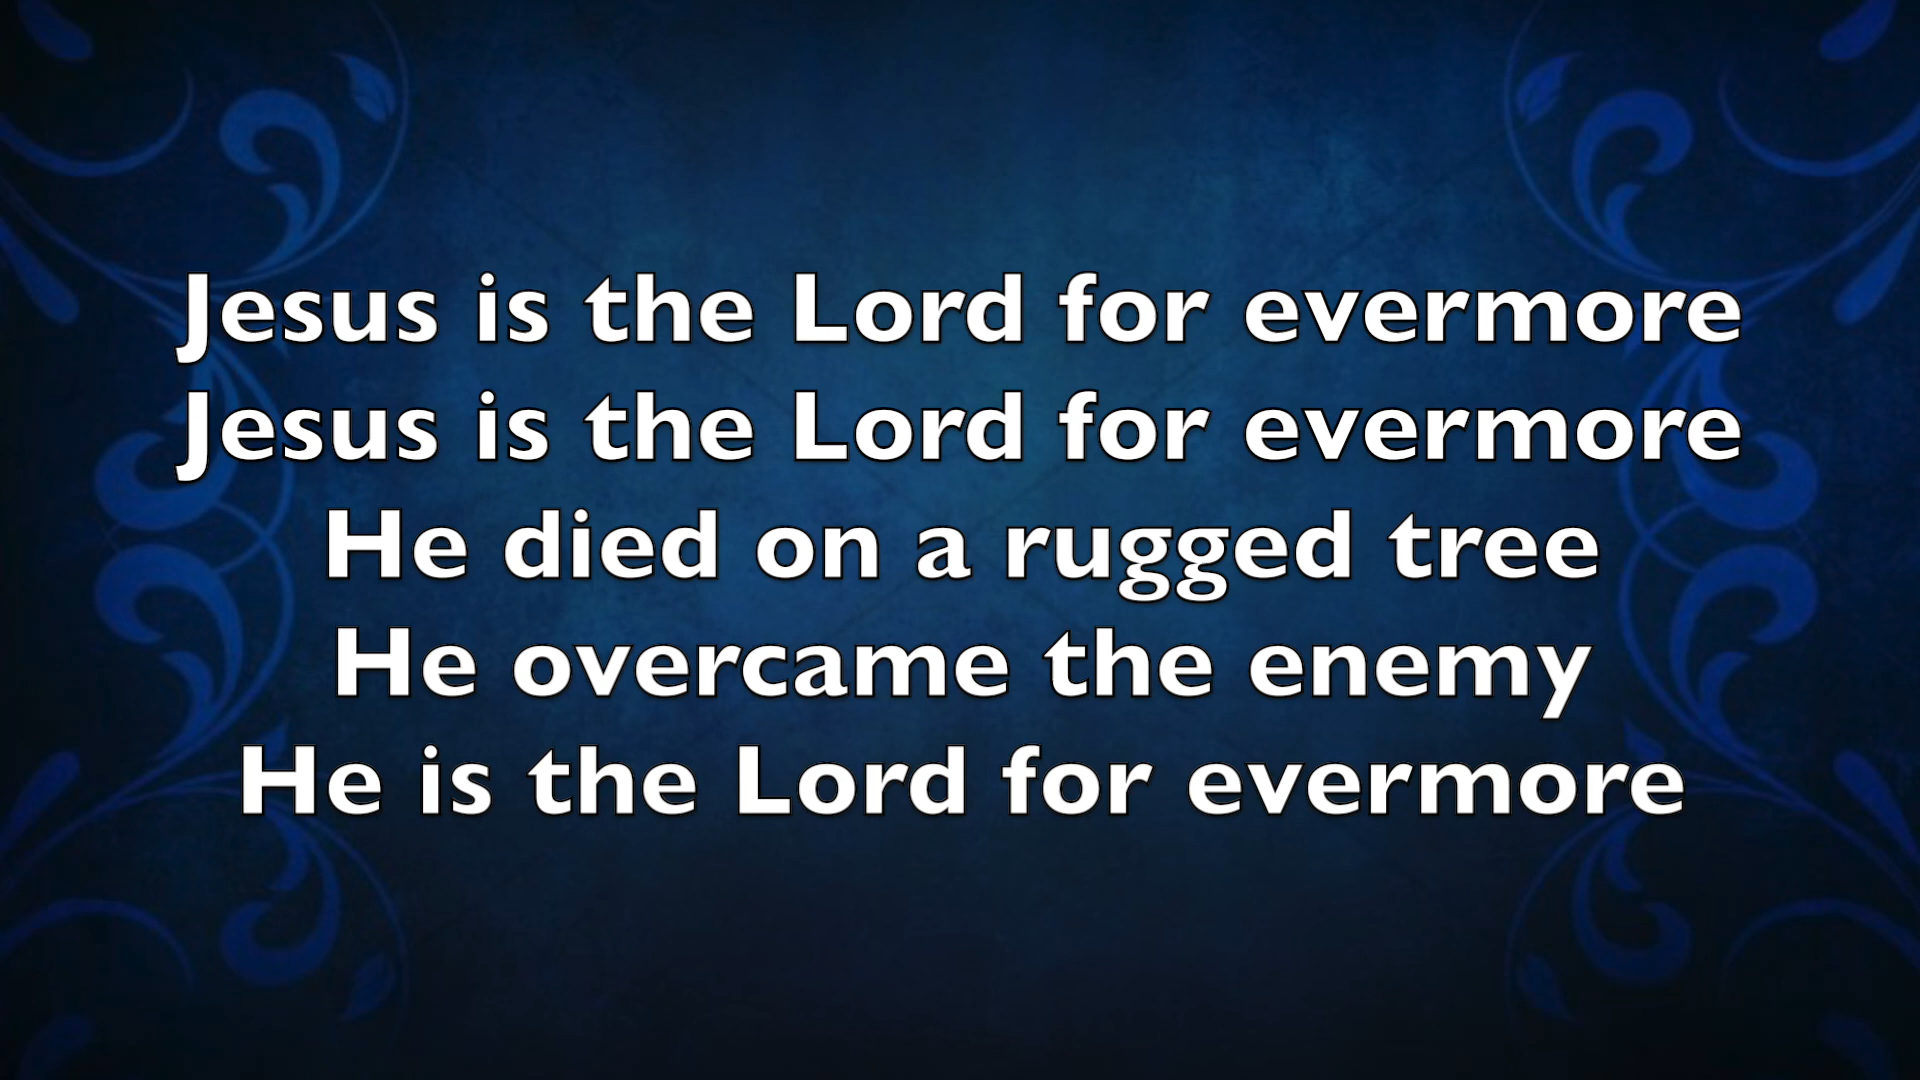 Jesus is the Lord for evermore
Jesus is the Lord for evermore
He died on a rugged tree
He overcame the enemy
He is the Lord for evermore